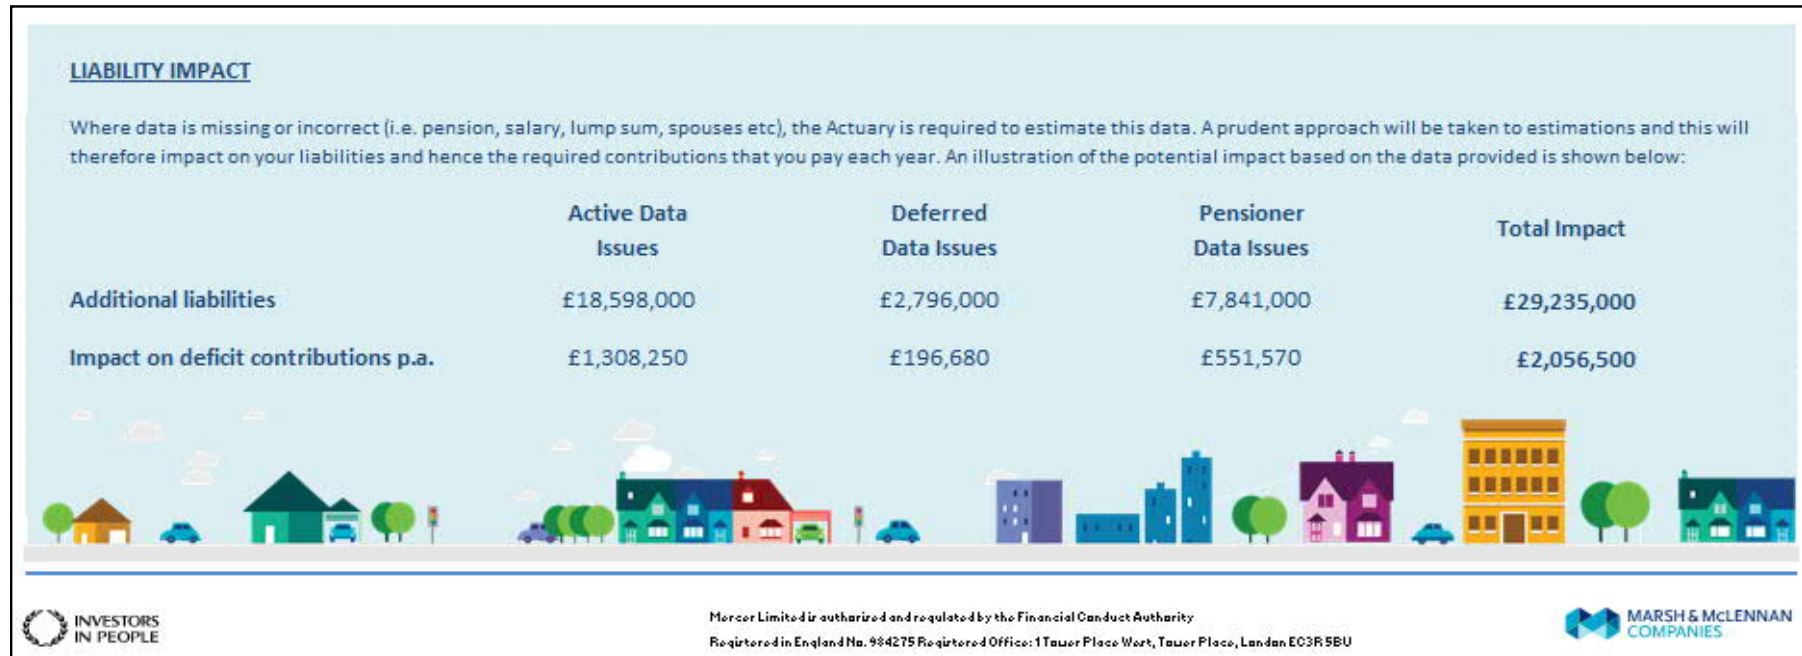 LIABILITY IMPACT
Where data is missing or incorrect (i.e. pension, salary, lump sum, spouses etc), the Actuary is required to estimate this data. A prudent approach will be taken to estimations and this will
therefore impact on your liabilities and hence the required contributions that you pay each year. An illustration of the potential impact based on the data provided is shown below:
Active Data Issues Deferred Data Issues Pensioner Data Issues Total Impact
Additional liabilities £18,598,000 £2,796,000 £7,841,000 £29,235,000
Impact on deficit contributions p.a. £1,308,250 £196,680 £551,570 £2,056,500
INVESTORS
IN PEOPLE
Mercer Limited is authorised and regulated by the Financial Conduct Authority
Registered in England No. 984275 Registered Office: 1 Tower Place West, Tower Place, London EC3R 5BU
MARSH & McLENNAN
COMPANIES